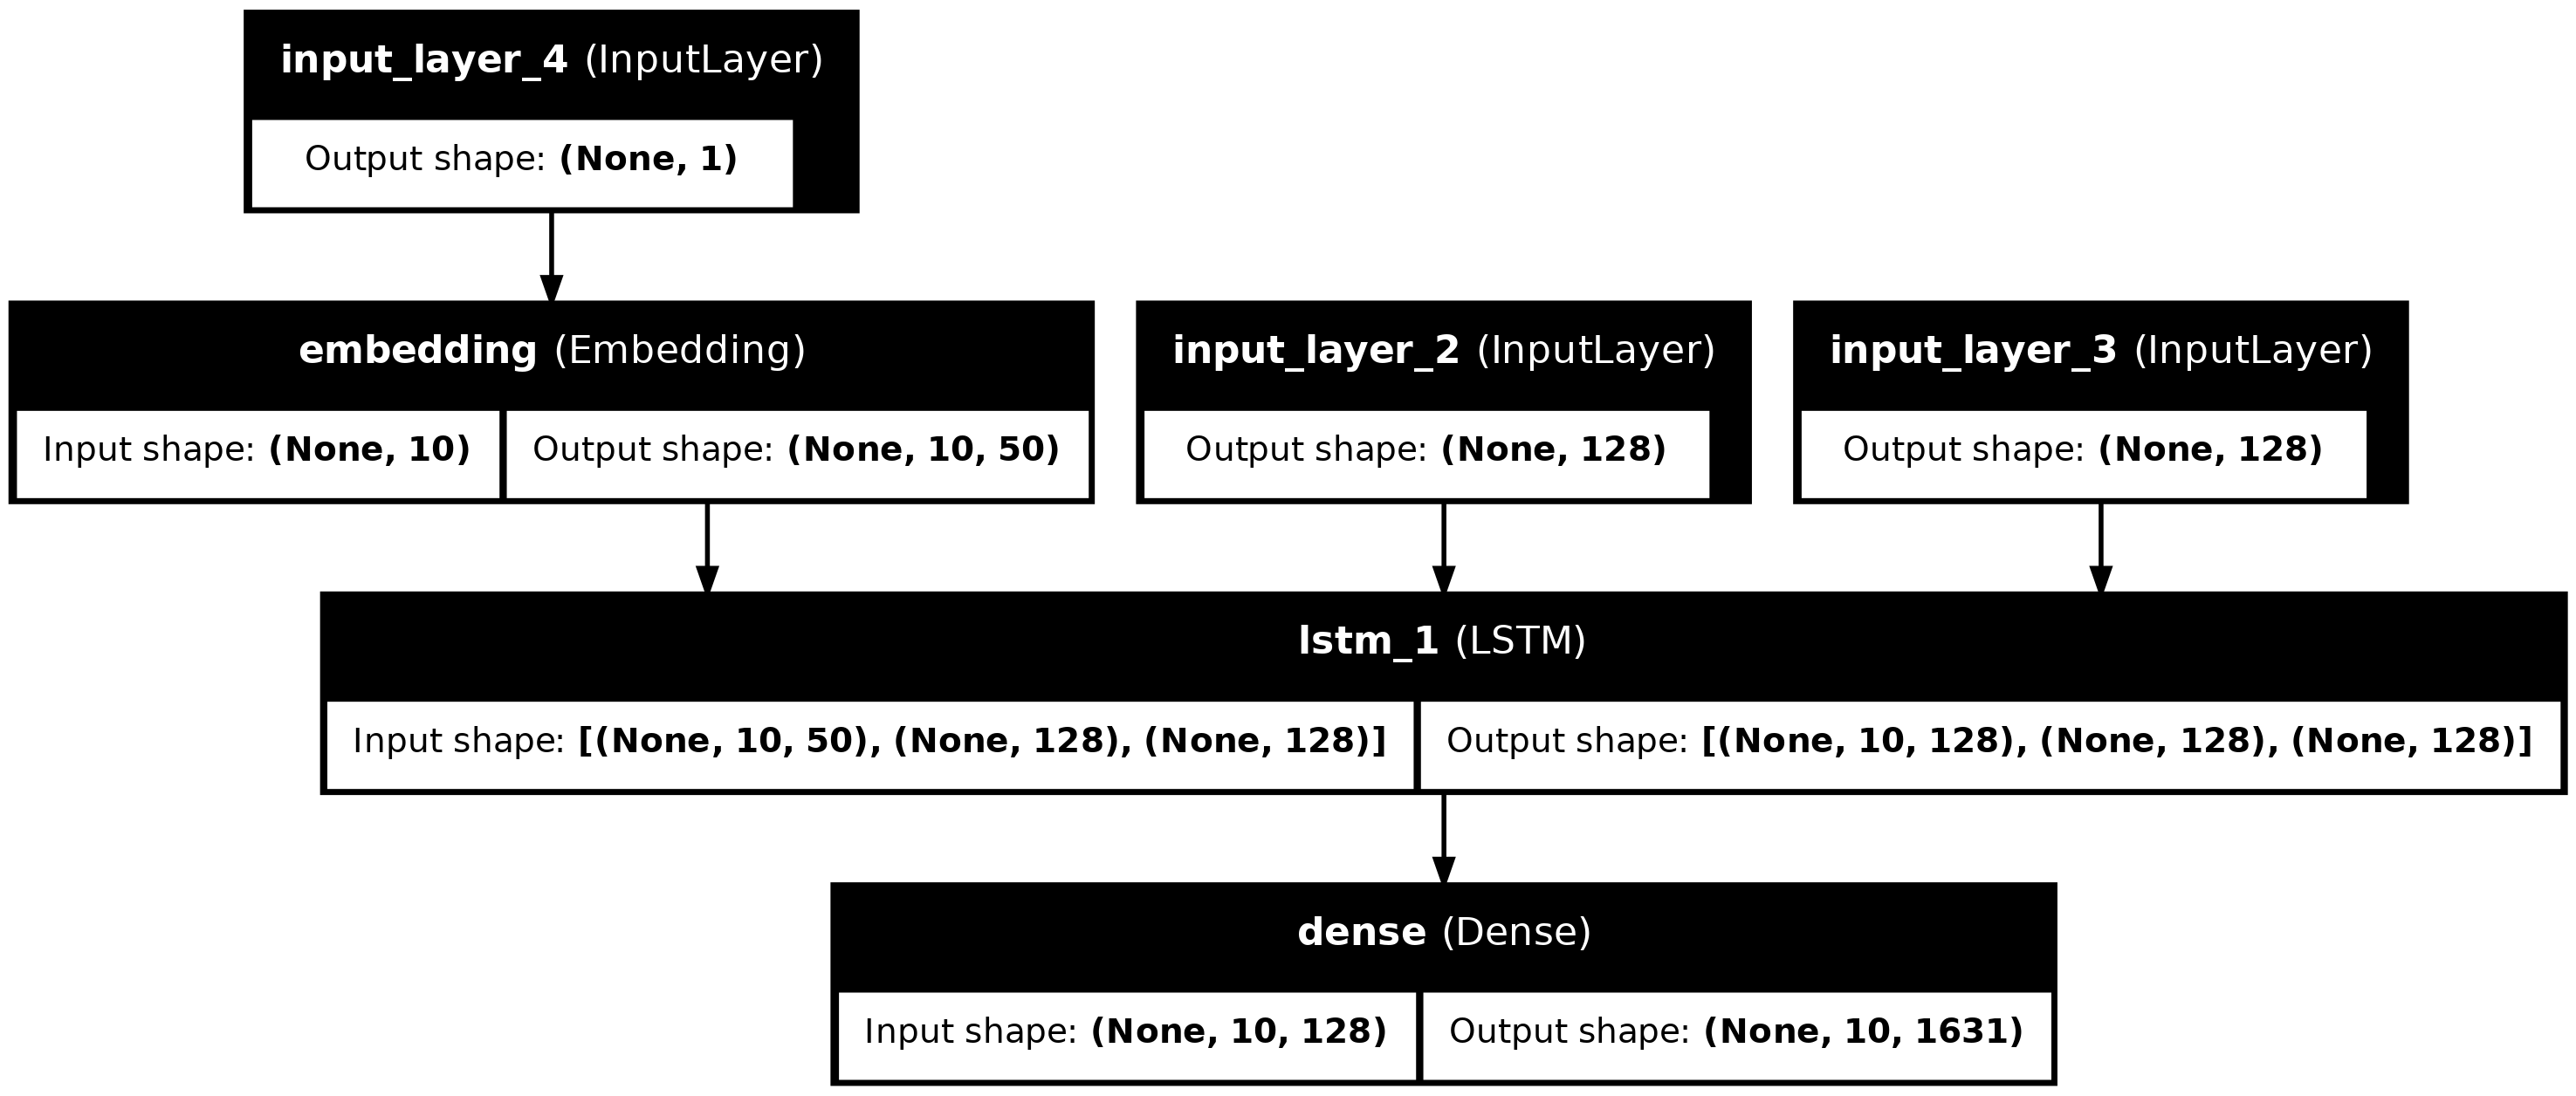 input_layer_4 (InputLayer)
Output shape: (None, 1)
embedding (Embedding)
Input shape: (None, 10)
Output shape: (None, 10, 50)
input_layer_2 (InputLayer)
Output shape: (None, 128)
input_layer_3 (InputLayer)
Output shape: (None, 128)
lstm_1 (LSTM)
Input shape: [(None, 10, 50), (None, 128), (None, 128)]
Output shape: [(None, 10, 128), (None, 128), (None, 128)]
dense (Dense)
Input shape: (None, 10, 128)
Output shape: (None, 10, 1631)